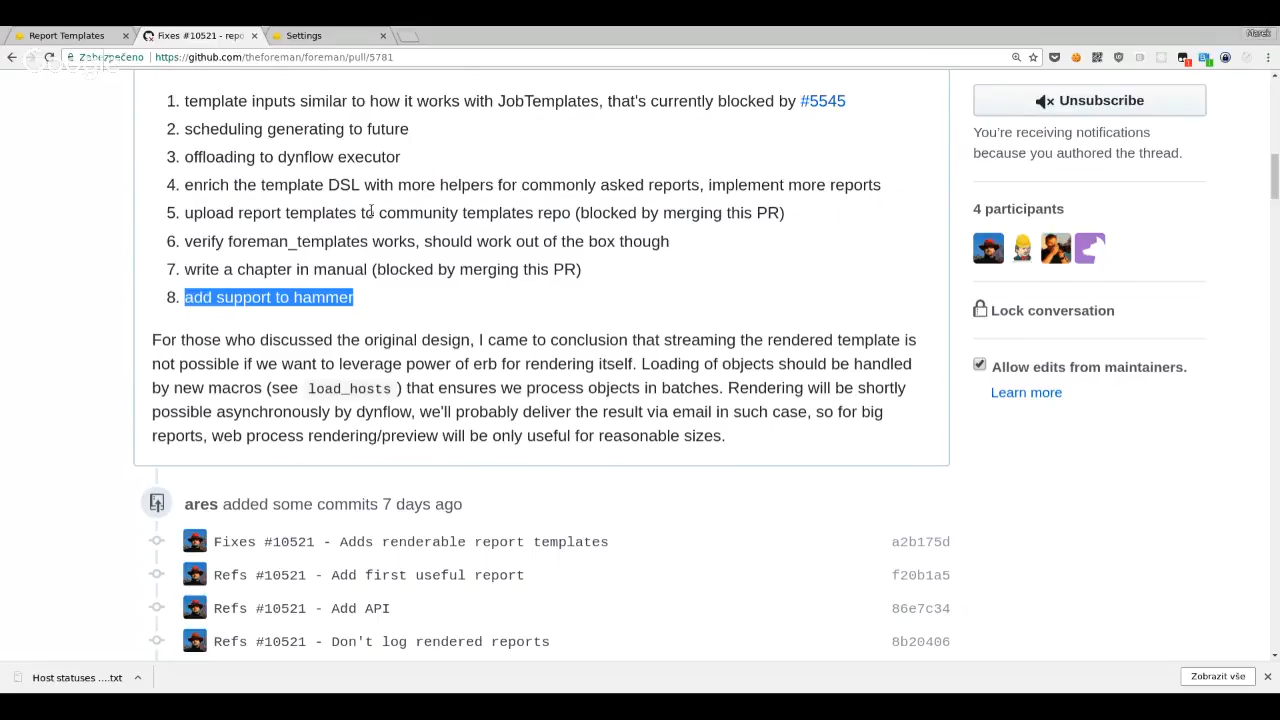 Report Templates
Fixes #10521 - repo
Settings
Marek
Google
Zabezpečeno
https://github.com/theforeman/foreman/pull/5781
1. template inputs similar to how it works with JobTemplates, that's currently blocked by #5545
2. scheduling generating to future
3. offloading to dynflow executor
4. enrich the template DSL with more helpers for commonly asked reports, implement more reports
5. upload report templates to community templates repo (blocked by merging this PR)
6. verify foreman_templates works, should work out of the box though
7. write a chapter in manual (blocked by merging this PR)
8. add support to hammer
For those who discussed the original design, I came to conclusion that streaming the rendered template is
not possible if we want to leverage power of erb for rendering itself. Loading of objects should be handled
by new macros (see load_hosts ) that ensures we process objects in batches. Rendering will be shortly
possible asynchronously by dynflow, we'll probably deliver the result via email in such case, so for big
reports, web process rendering/preview will be only useful for reasonable sizes.
ares added some commits 7 days ago
Fixes #10521 - Adds renderable report templates a2b175d
Refs #10521 - Add first useful report f20b1a5
Refs #10521 - Add API 86e7c34
Refs #10521 - Don't log rendered reports 8b20406
Unsubscribe
You're receiving notifications
because you authored the thread.
4 participants
Lock conversation
Allow edits from maintainers.
Learn more
Host statuses ....txt
Zobrazit vše